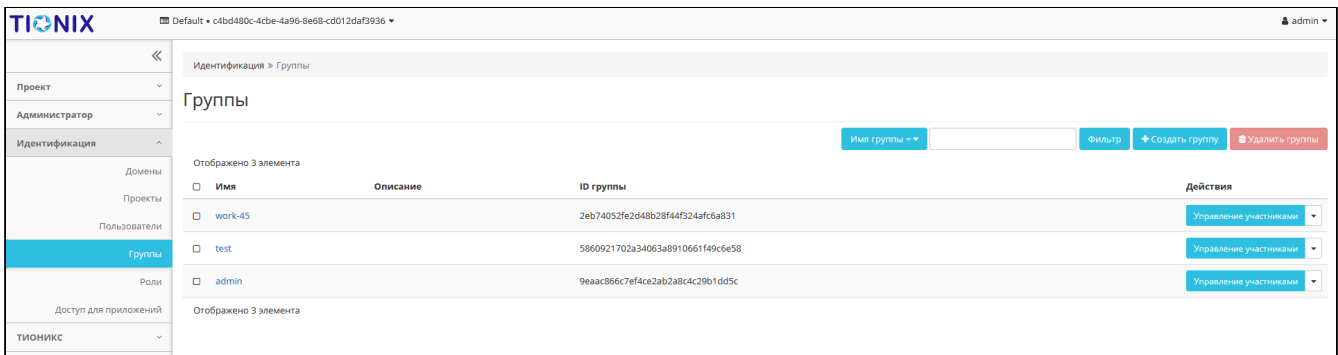 TIONIX
Default • c4bd480c-4cbe-4a96-8e68-cd012daf3936
admin
Проект
Администратор
Идентификация
Домены
Проекты
Пользователи
Группы
Роли
Доступ для приложений
ТИОНИКС
Идентификация » Группы
Группы
Имя группы = Фильтр Создать группу Удалить группы
Отображено 3 элемента
Имя Описание ID группы Действия
work-45 2eb74052fe2d48b28f44f324afc6a831 Управление участниками
test 5860921702a34063a8910661f49c6e58 Управление участниками
admin 9eaac866c7ef4ce2ab2a8c4c29b1dd5c Управление участниками
Отображено 3 элемента